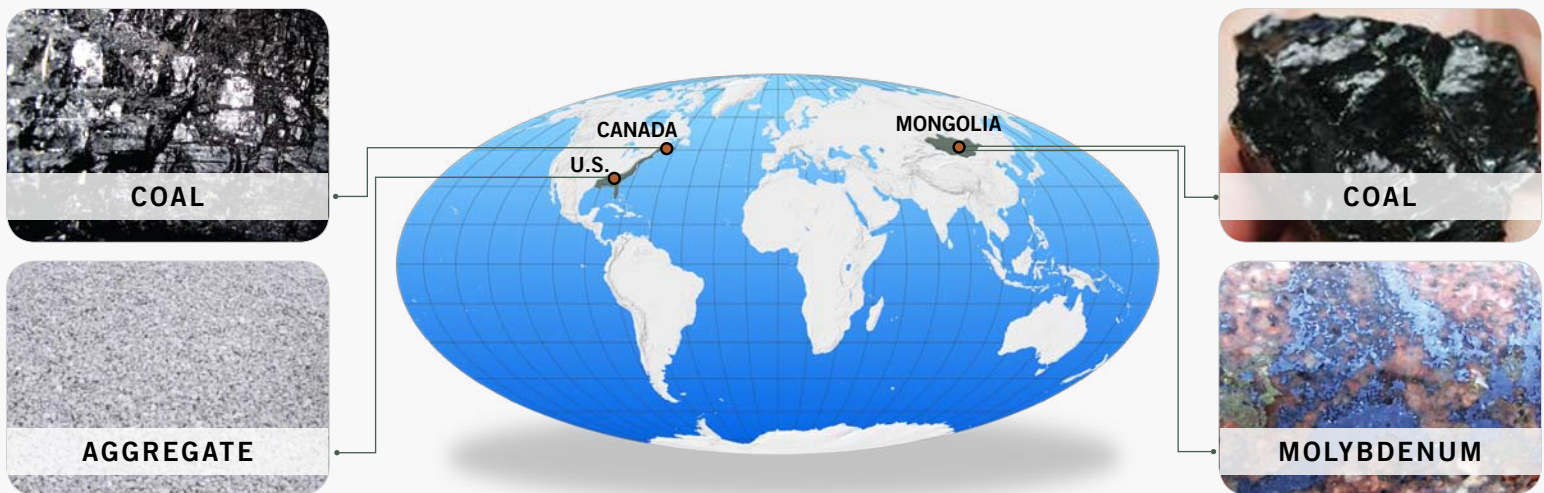 COAL
AGGREGATE
CANADA
U.S.
MONGOLIA
COAL
MOLYBDENUM